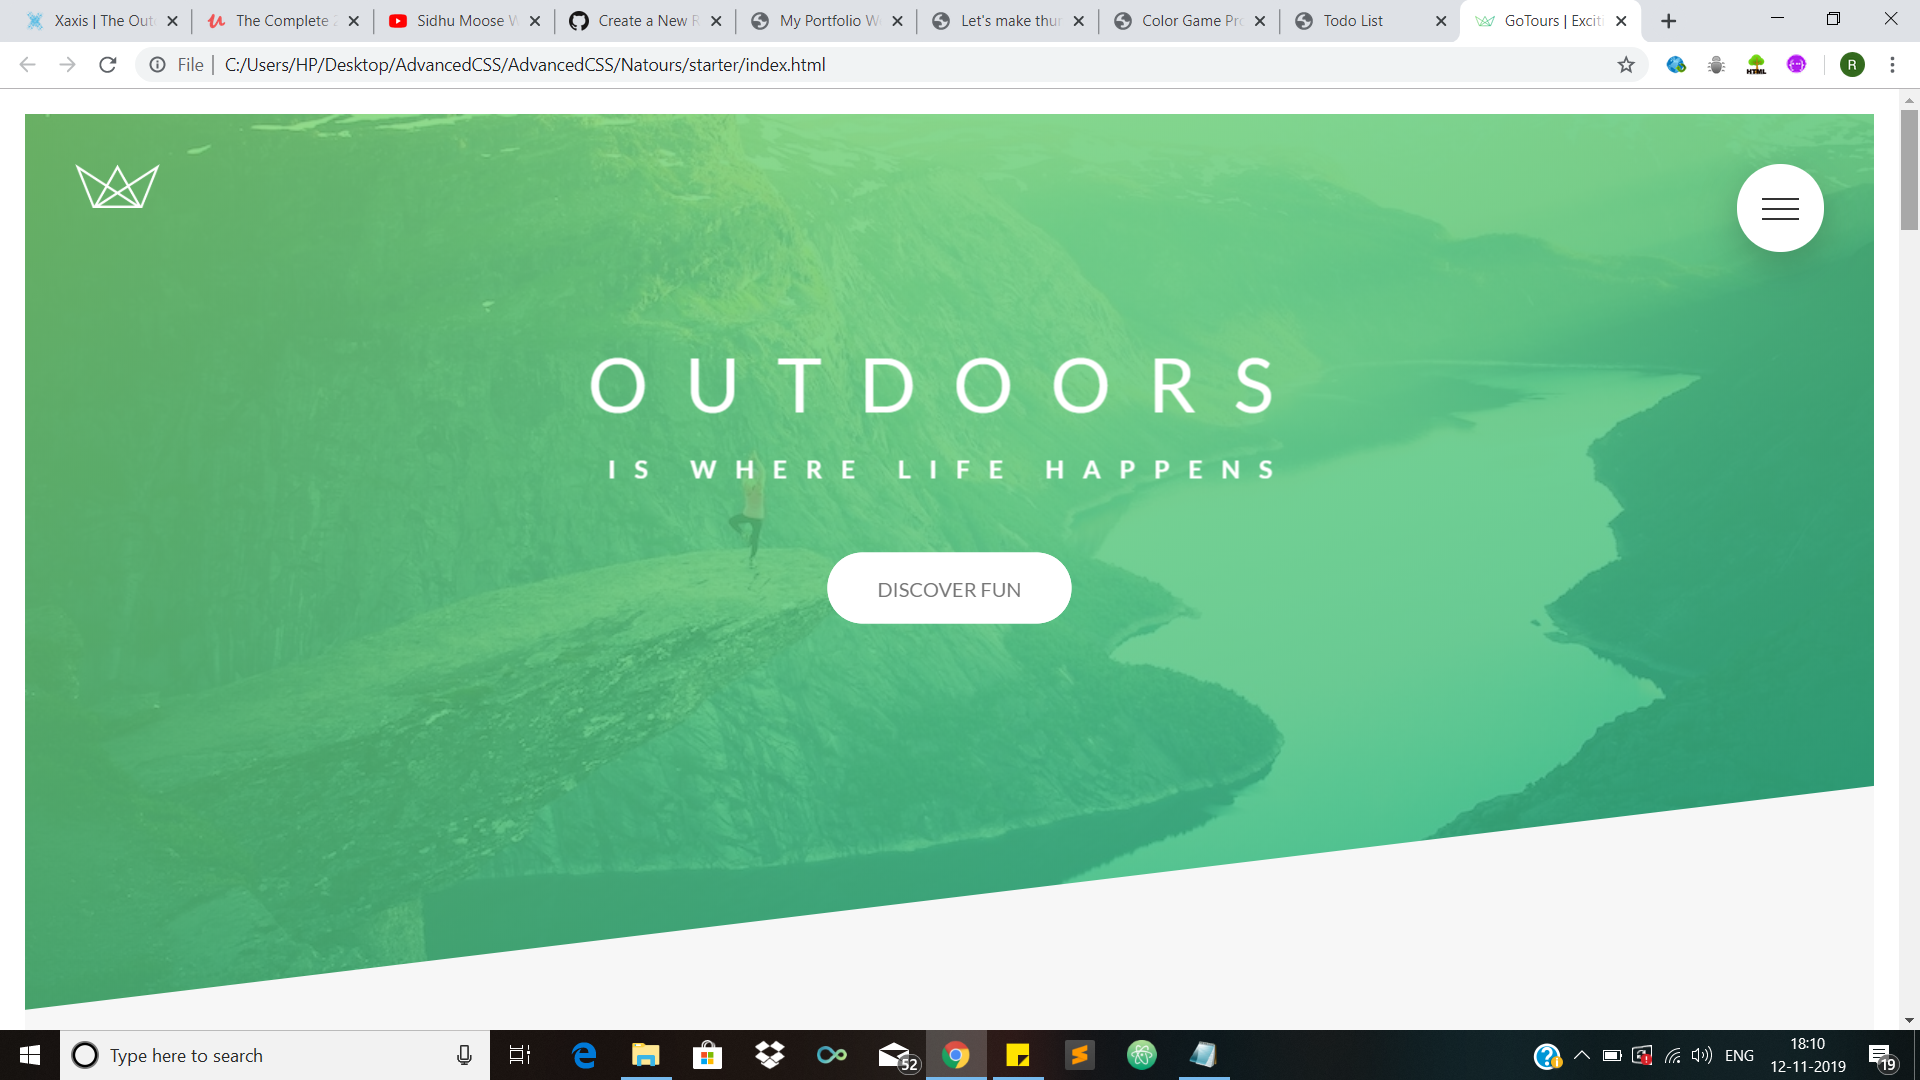 Xaxis | The Out
The Complete 2
Sidhu Moose W
Create a New R
My Portfolio W
Let's make thu
Color Game Pr
Todo List
GoTours | Exciti
File
C:/Users/HP/Desktop/AdvancedCSS/AdvancedCSS/Natours/starter/index.html
HTML
R
OUTDOORS
IS WHERE LIFE HAPPENS
DISCOVER FUN
Type here to search
52
ENG
18:10
12-11-2019
19